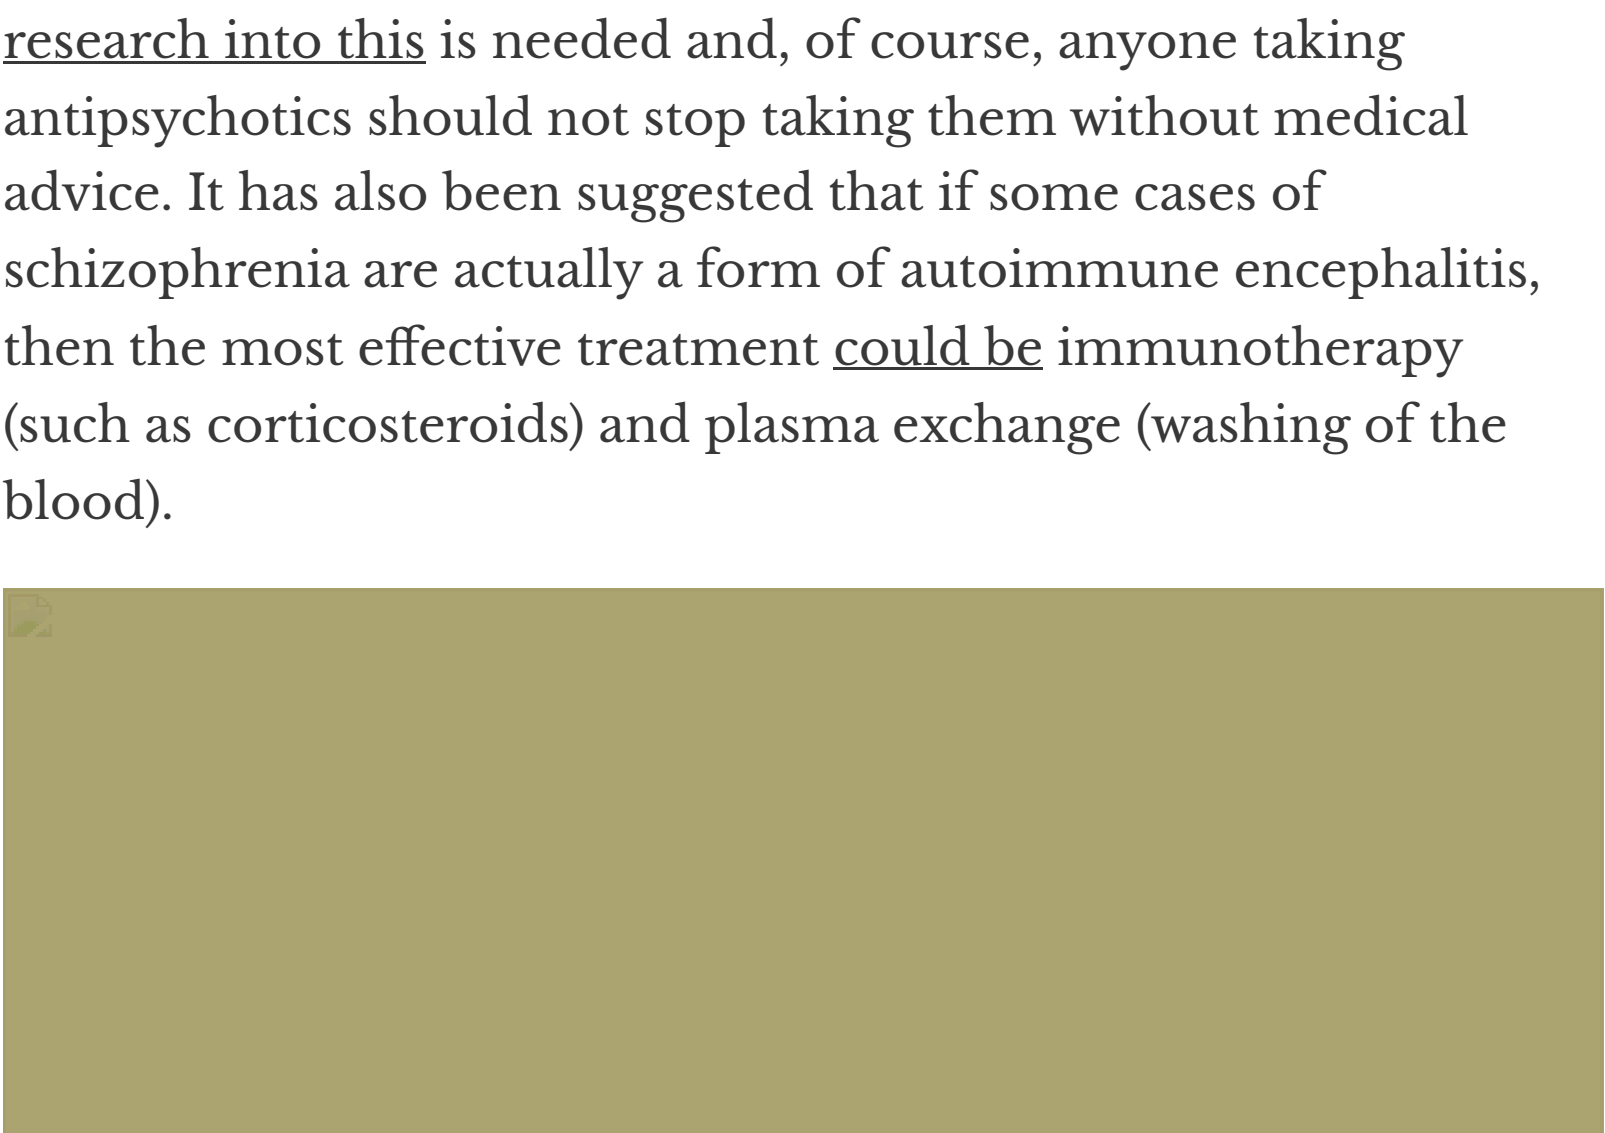 research into this is needed and, of course, anyone taking
antipsychotics should not stop taking them without medical
advice. It has also been suggested that if some cases of
schizophrenia are actually a form of autoimmune encephalitis,
then the most effective treatment could be immunotherapy
(such as corticosteroids) and plasma exchange (washing of the
blood).